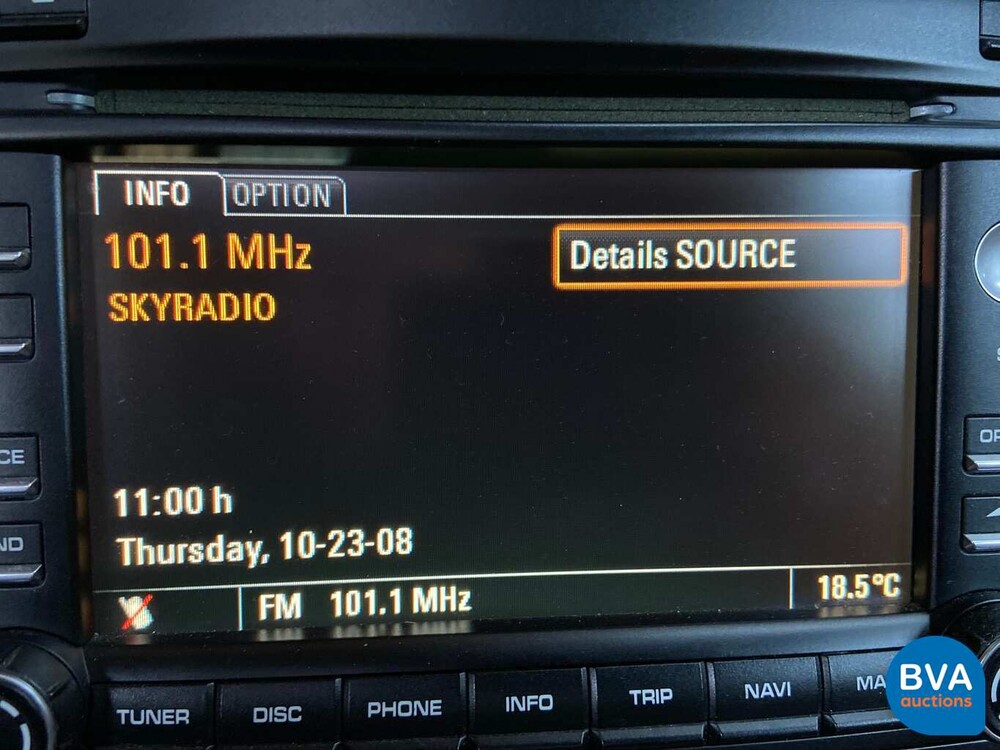 INFO OPTION
101.1 MHz
Details SOURCE
SKYRADIO
11:00 h
Thursday, 10-23-08
FM 101.1 MHz 18.5°C
TUNER DISC PHONE INFO TRIP NAVI
BVA
auctions